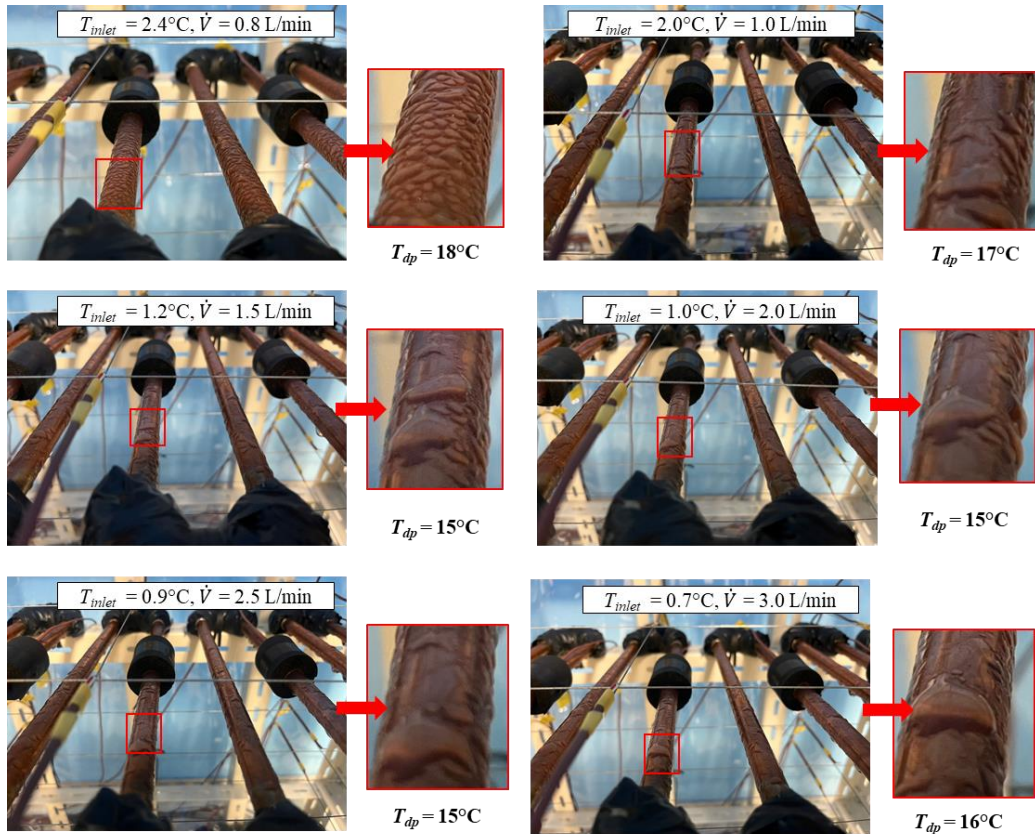 T_inlet = 2.4°C, V̇ = 0.8 L/min
T_dp = 18°C
T_inlet = 2.0°C, V̇ = 1.0 L/min
T_dp = 17°C
T_inlet = 1.2°C, V̇ = 1.5 L/min
T_dp = 15°C
T_inlet = 1.0°C, V̇ = 2.0 L/min
T_dp = 15°C
T_inlet = 0.9°C, V̇ = 2.5 L/min
T_dp = 15°C
T_inlet = 0.7°C, V̇ = 3.0 L/min
T_dp = 16°C